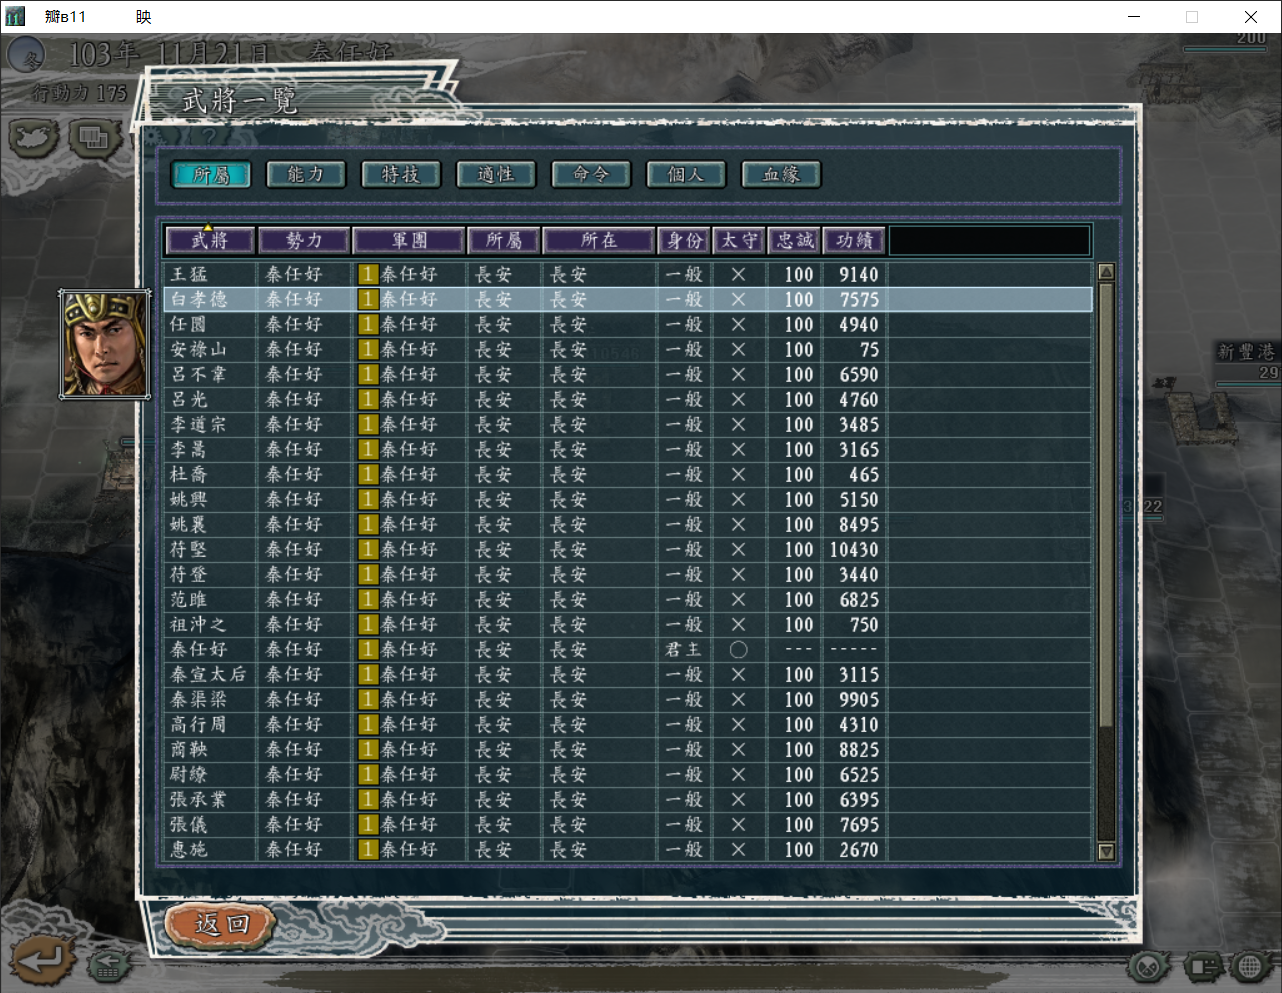 瓣в11 映
200
103年 11月21日 秦任好
行動力 175
武將一覽
所屬 能力 特技 適性 命令 個人 血緣
武將 勢力 軍團 所屬 所在 身份 太守 忠誠 功績
王猛 秦任好 1 秦任好 長安 長安 一般 × 100 9140
白孝德 秦任好 1 秦任好 長安 長安 一般 × 100 7575
任圜 秦任好 1 秦任好 長安 長安 一般 × 100 4940
安祿山 秦任好 1 秦任好 長安 長安 一般 × 100 75
呂不韋 秦任好 1 秦任好 長安 長安 一般 × 100 6590
呂光 秦任好 1 秦任好 長安 長安 一般 × 100 4760
李道宗 秦任好 1 秦任好 長安 長安 一般 × 100 3485
李暠 秦任好 1 秦任好 長安 長安 一般 × 100 3165
杜喬 秦任好 1 秦任好 長安 長安 一般 × 100 465
姚興 秦任好 1 秦任好 長安 長安 一般 × 100 5150
姚襄 秦任好 1 秦任好 長安 長安 一般 × 100 8495
苻堅 秦任好 1 秦任好 長安 長安 一般 × 100 10430
苻登 秦任好 1 秦任好 長安 長安 一般 × 100 3440
范雎 秦任好 1 秦任好 長安 長安 一般 × 100 6825
祖沖之 秦任好 1 秦任好 長安 長安 一般 × 100 750
秦任好 秦任好 1 秦任好 長安 長安 君主 ○ --- -----
秦宣太后 秦任好 1 秦任好 長安 長安 一般 × 100 3115
秦渠梁 秦任好 1 秦任好 長安 長安 一般 × 100 9905
高行周 秦任好 1 秦任好 長安 長安 一般 × 100 4310
商鞅 秦任好 1 秦任好 長安 長安 一般 × 100 8825
尉繚 秦任好 1 秦任好 長安 長安 一般 × 100 6525
張承業 秦任好 1 秦任好 長安 長安 一般 × 100 6395
張儀 秦任好 1 秦任好 長安 長安 一般 × 100 7695
惠施 秦任好 1 秦任好 長安 長安 一般 × 100 2670
新豐港
29
22
返回